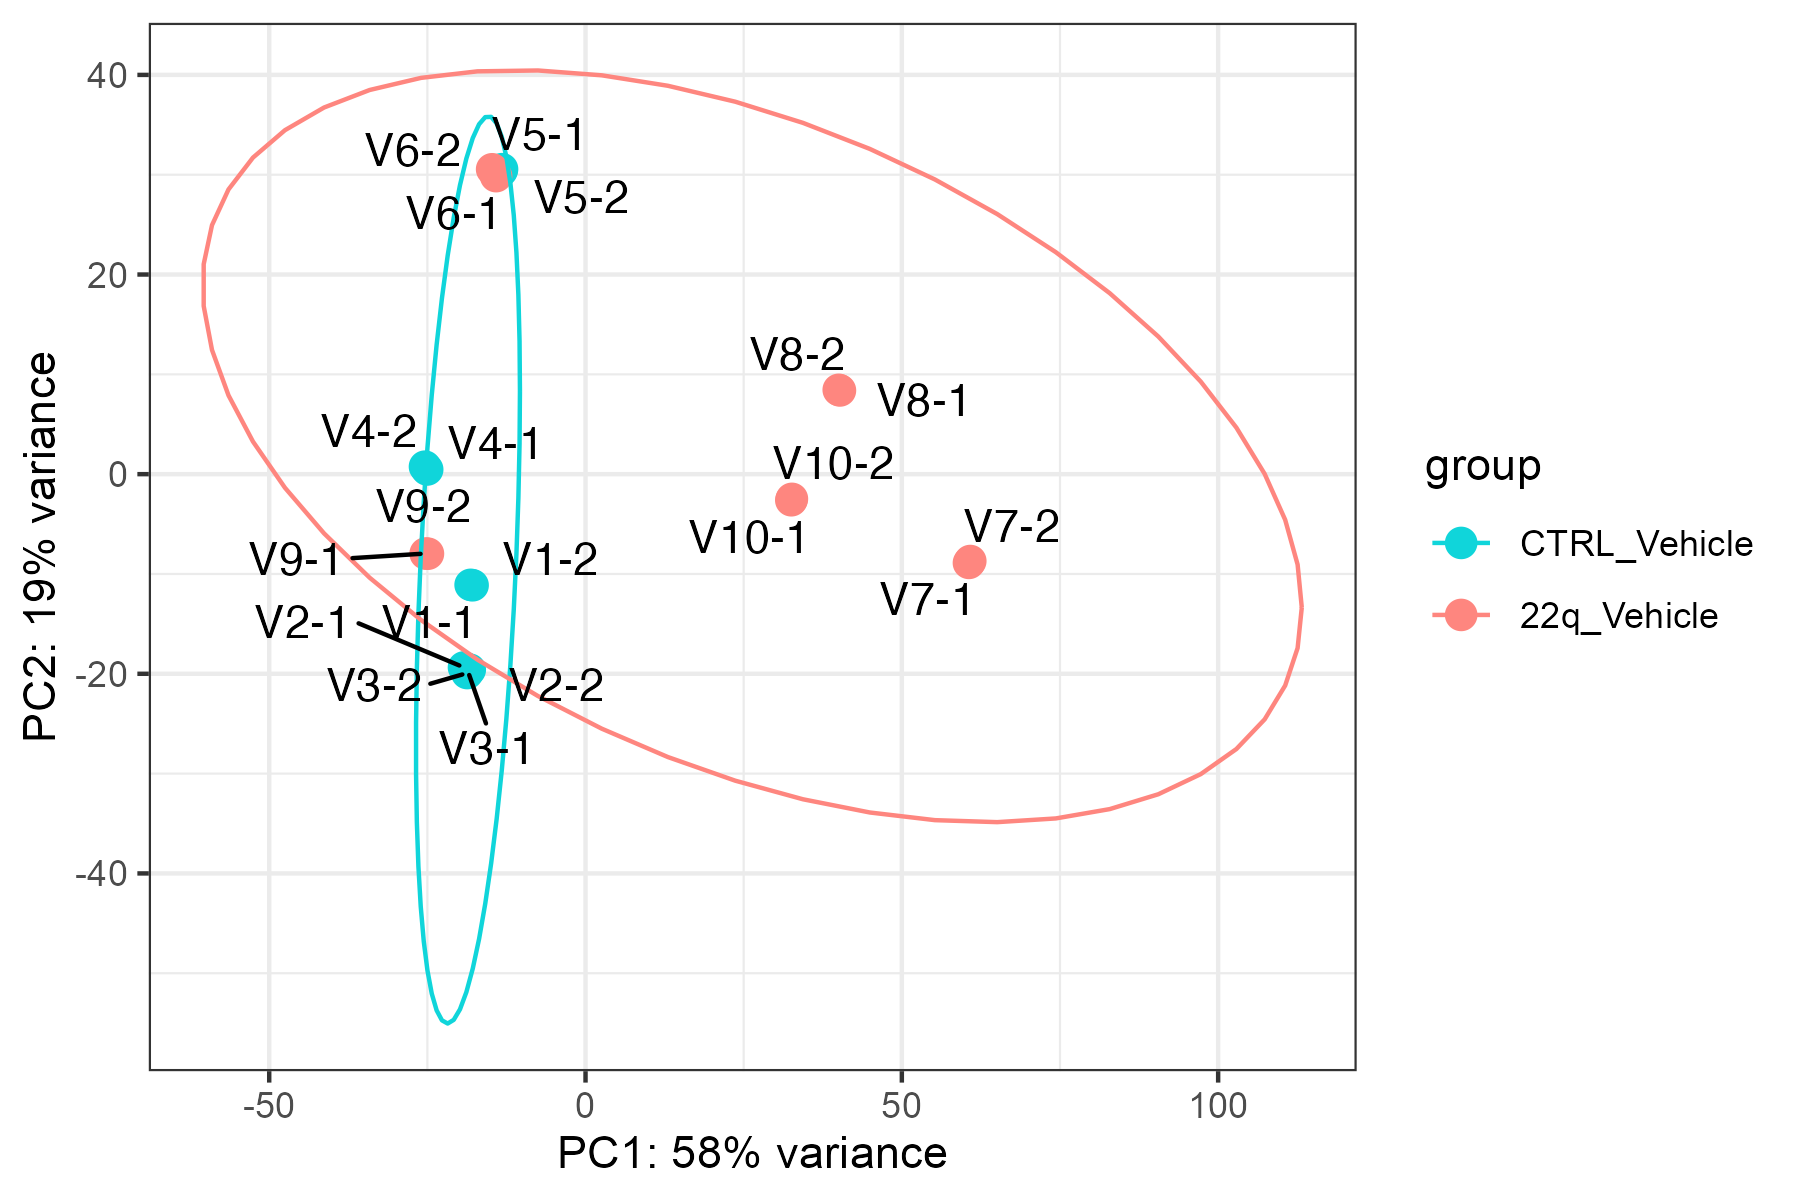 40
20
0
-20
-40
PC2: 19% variance
V5-1
V6-2
V5-2
V6-1
V8-2
V8-1
V4-2
V4-1
V10-2
V9-2
V10-1
V7-2
V9-1
V1-2
V7-1
V2-1
V1-1
V3-2
V2-2
V3-1
-50
0
50
100
PC1: 58% variance
group
CTRL_Vehicle
22q_Vehicle